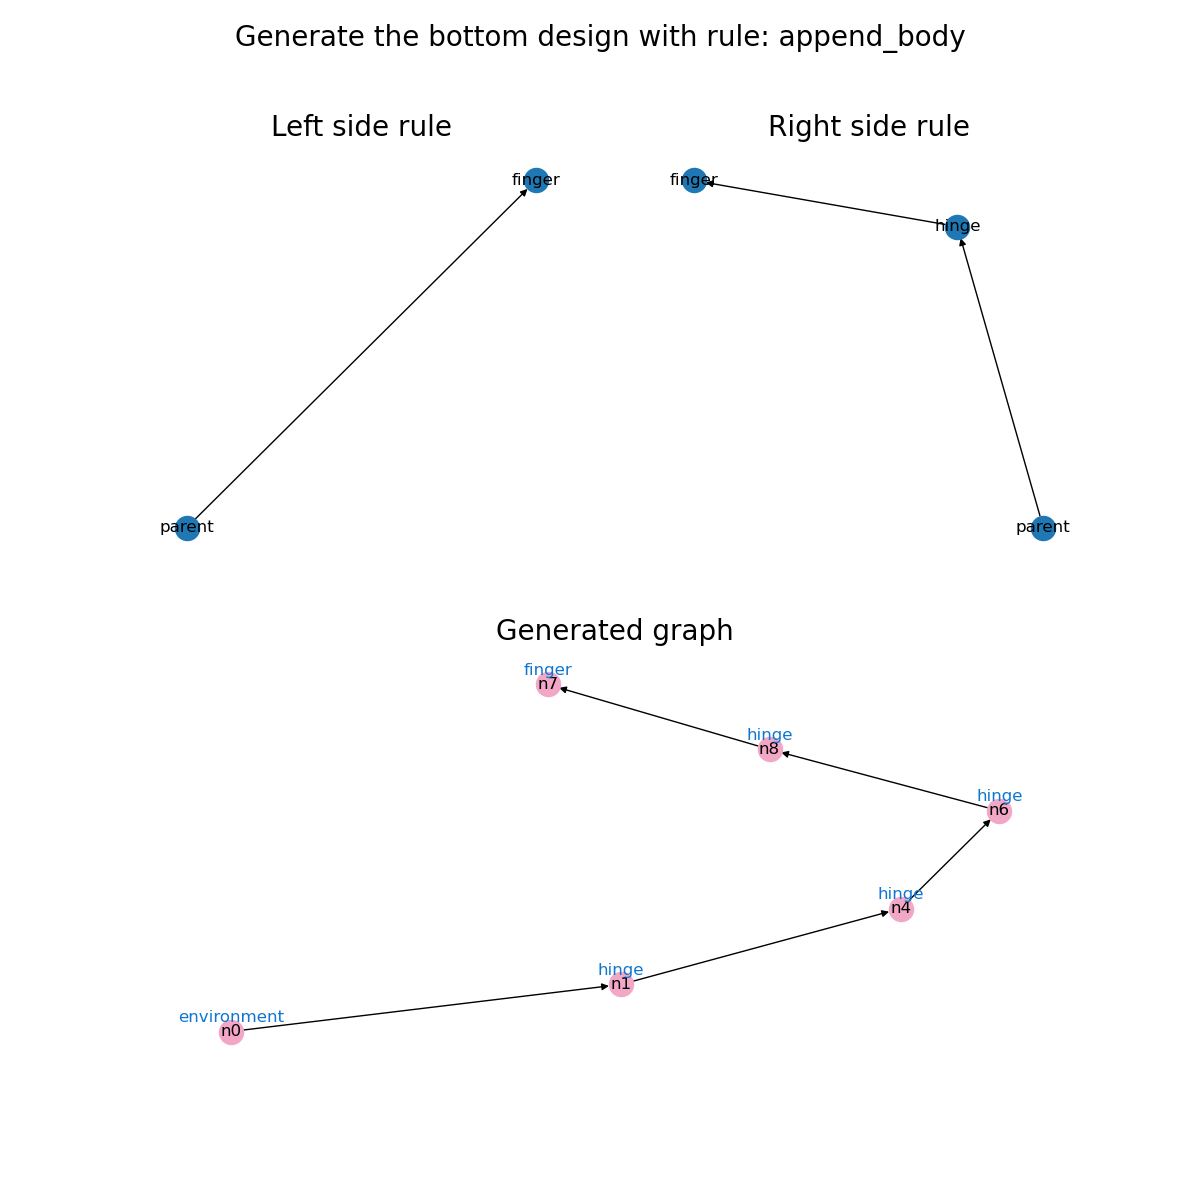 Generate the bottom design with rule: append_body
Left side rule
Right side rule
finger
finger
hinge
parent
parent
Generated graph
finger
n7
hinge
n8
hinge
n6
hinge
n4
hinge
n1
environment
n0